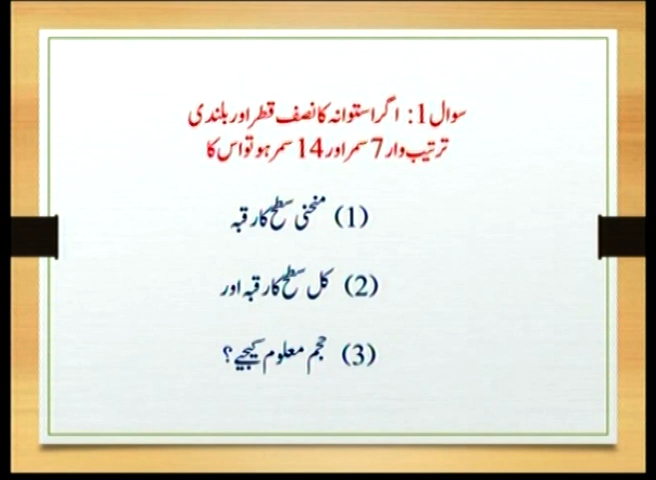 سوال 1: اگر استوانہ کا نصف قطر اور بلندی
ترتیب وار 7 سمر اور 14 سمر ہو تو اس کا
(1) منحنی سطح کا رقبہ
(2) کل سطح کا رقبہ اور
(3) حجم معلوم کیجیے؟